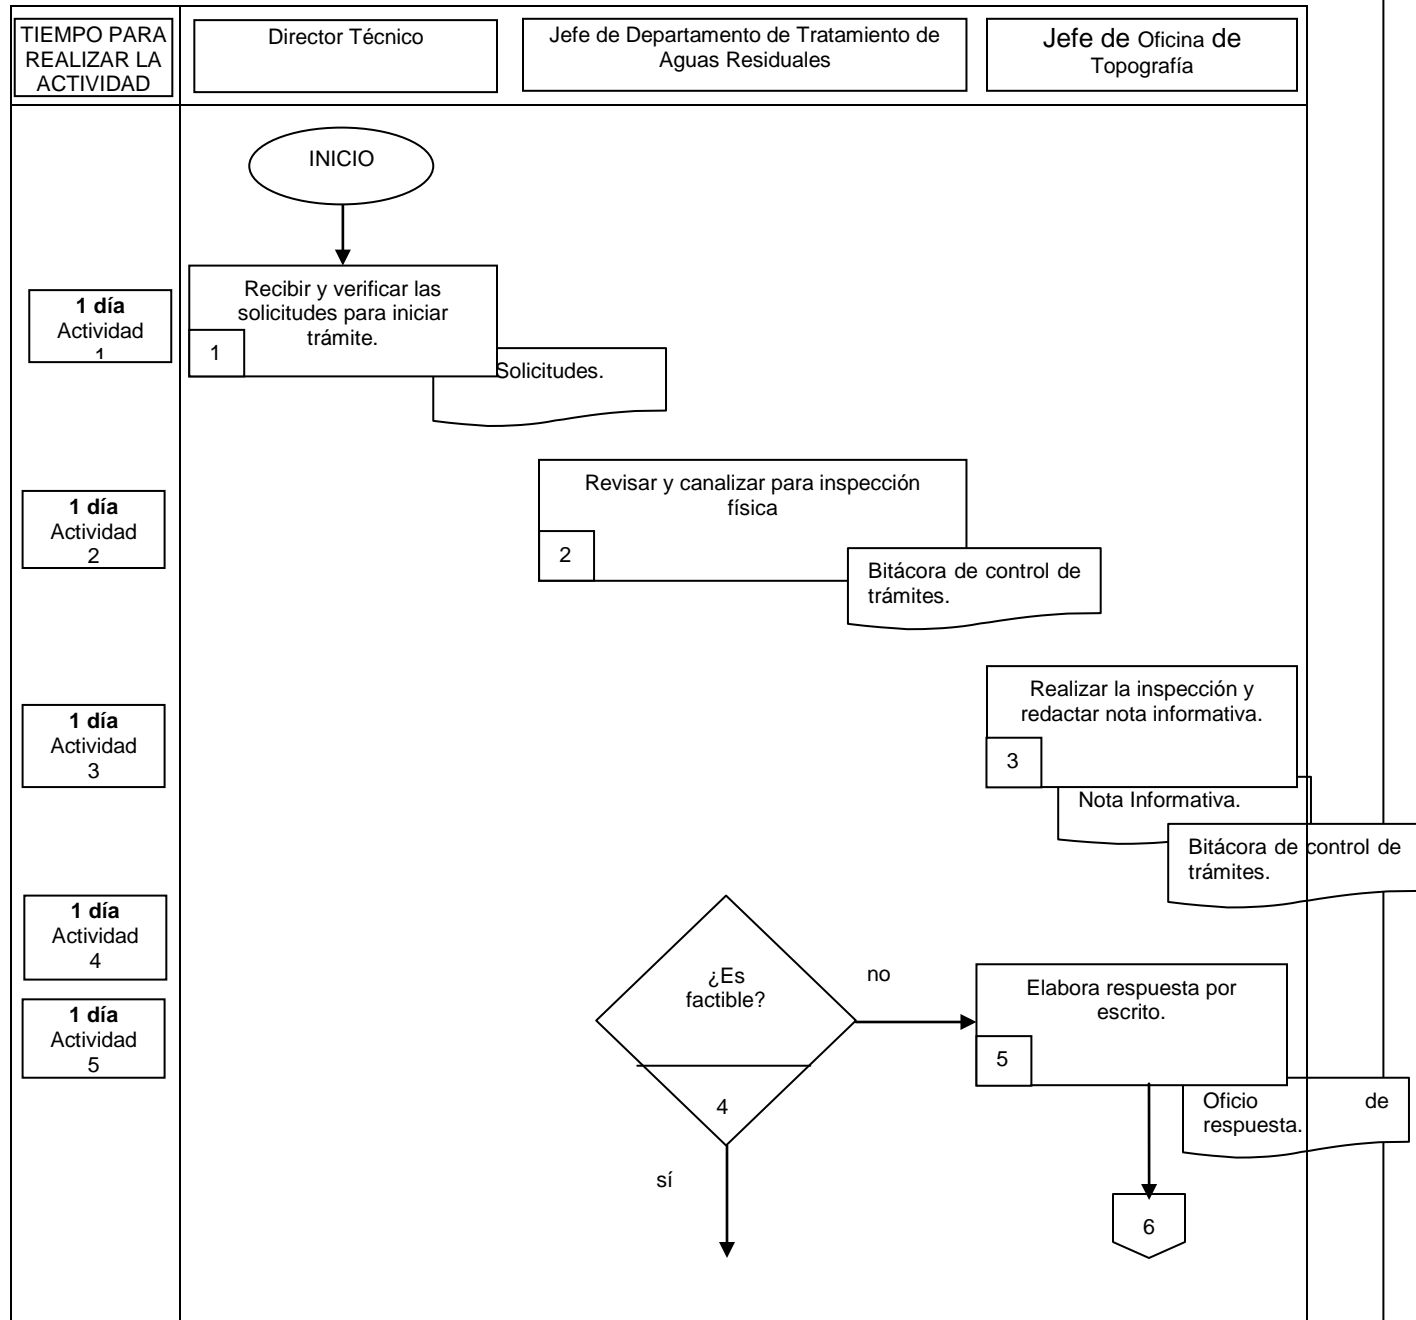 TIEMPO PARA
REALIZAR LA
ACTIVIDAD
Director Técnico
Jefe de Departamento de Tratamiento de
Aguas Residuales
Jefe de Oficina de
Topografía
INICIO
Recibir y verificar las
solicitudes para iniciar
trámite.
1
Solicitudes.
1 día
Actividad
1
Revisar y canalizar para inspección
física
2
Bitácora de control de
trámites.
1 día
Actividad
2
Realizar la inspección y
redactar nota informativa.
3
Nota Informativa.
Bitácora de control de
trámites.
1 día
Actividad
3
1 día
Actividad
4
¿Es
factible?
4
no
sí
Elabora respuesta por
escrito.
5
Oficio de
respuesta.
1 día
Actividad
5
6